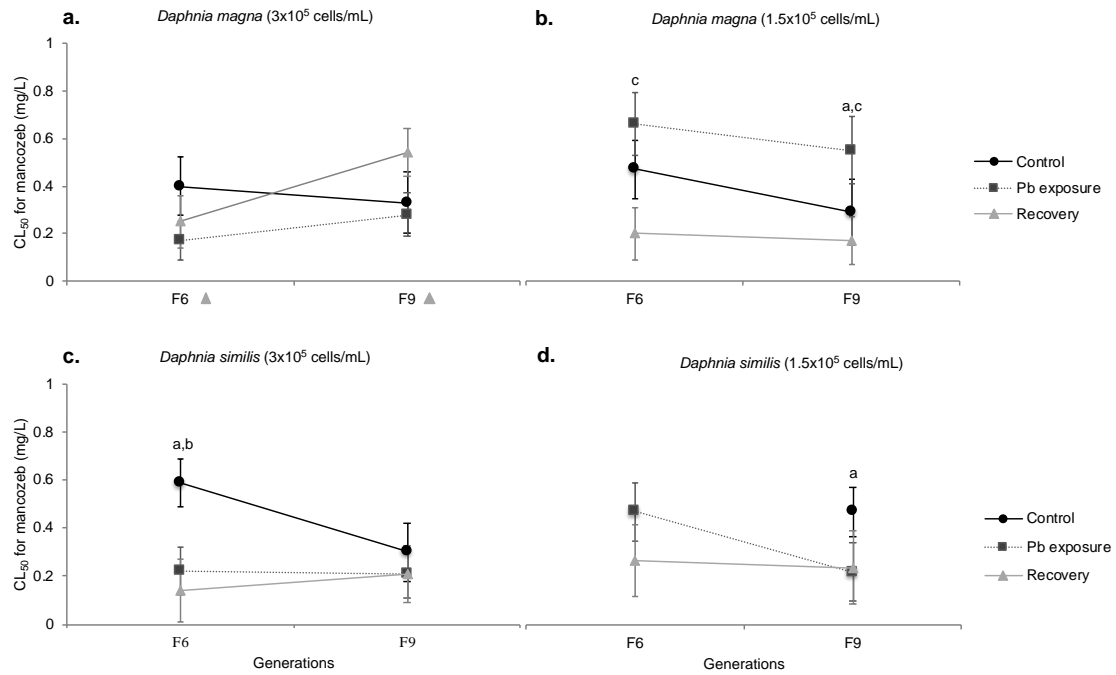 a.
Daphnia magna (3x10⁵ cells/mL)
b.
Daphnia magna (1.5x10⁵ cells/mL)
CL₅₀ for mancozeb (mg/L)
1
0.8
0.6
0.4
0.2
0
F6
F9
c
a,c
F6
F9
Control
Pb exposure
Recovery
c.
Daphnia similis (3x10⁵ cells/mL)
d.
Daphnia similis (1.5x10⁵ cells/mL)
CL₅₀ for mancozeb (mg/L)
1
0.8
0.6
0.4
0.2
0
a,b
F6
F9
Generations
a
F6
F9
Generations
Control
Pb exposure
Recovery